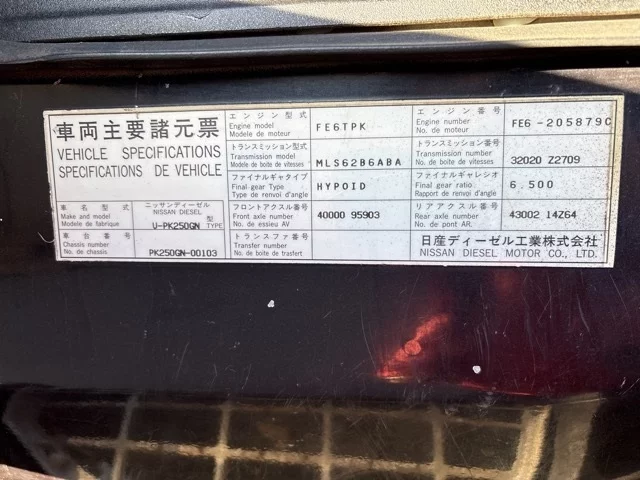 車両主要諸元票
VEHICLE SPECIFICATIONS
SPECIFICATIONS DE VEHICLE
車名型式 ニッサンディーゼル 型式
Make and model NISSAN DIESEL
Modele de fabrique U-PK250GN TYPE
車台番号
Chassis number
No. de chassis PK250GN-00103
エンジン型式
Engine model FE6TPK
Modele de moteur
トランスミッション型式
Transmission model MLS62B6ABA
Modele de boite de vitesses
ファイナルギャタイプ
Final gear Type HYPOID
Type de renvoi d'angle
フロントアクスル番号
Front axle number 40000 95903
No. de essieu AV
トランスファ番号
Transfer number
No. de boite de trasfert
エンジン番号
Engine number FE6-205879C
No. de moteur
トランスミッション番号
Transmission number 32020 Z2709
No. de boite de vitesses
ファイナルギャレシオ
Final gear ratio 6.500
Rapport de renvoi d'angle
リアアクスル番号
Rear axle number 43002 14Z64
No. de pont AR.
日産ディーゼル工業株式会社
NISSAN DIESEL MOTOR CO., LTD.